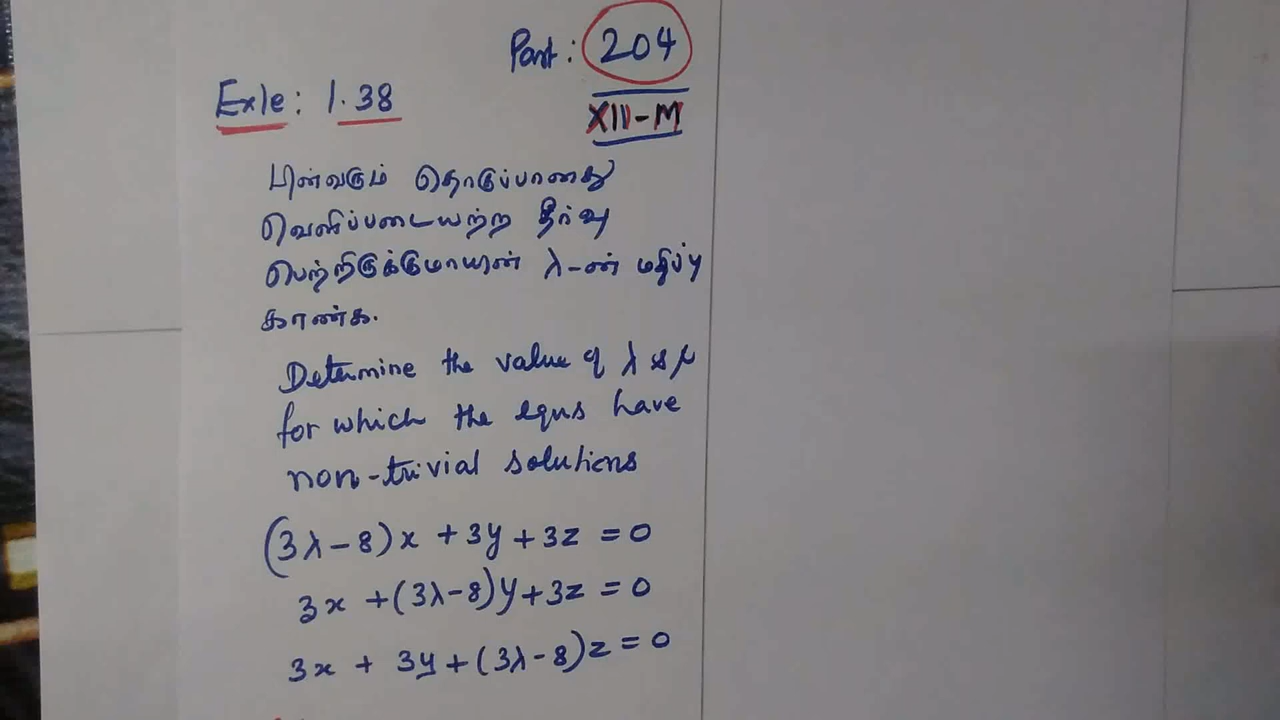 Part: 204
Exle: 1.38
XII-M
பின்வரும் தொகுப்பானது
வெளிப்படையற்ற தீர்வு
பெற்றிருக்குமாயின் λ-ன் மதிப்பு
காண்க.
Determine the value of λ & μ
for which the equs have
non-trivial solutions
(3λ-8)x + 3y + 3z = 0
3x + (3λ-8)y + 3z = 0
3x + 3y + (3λ-8)z = 0